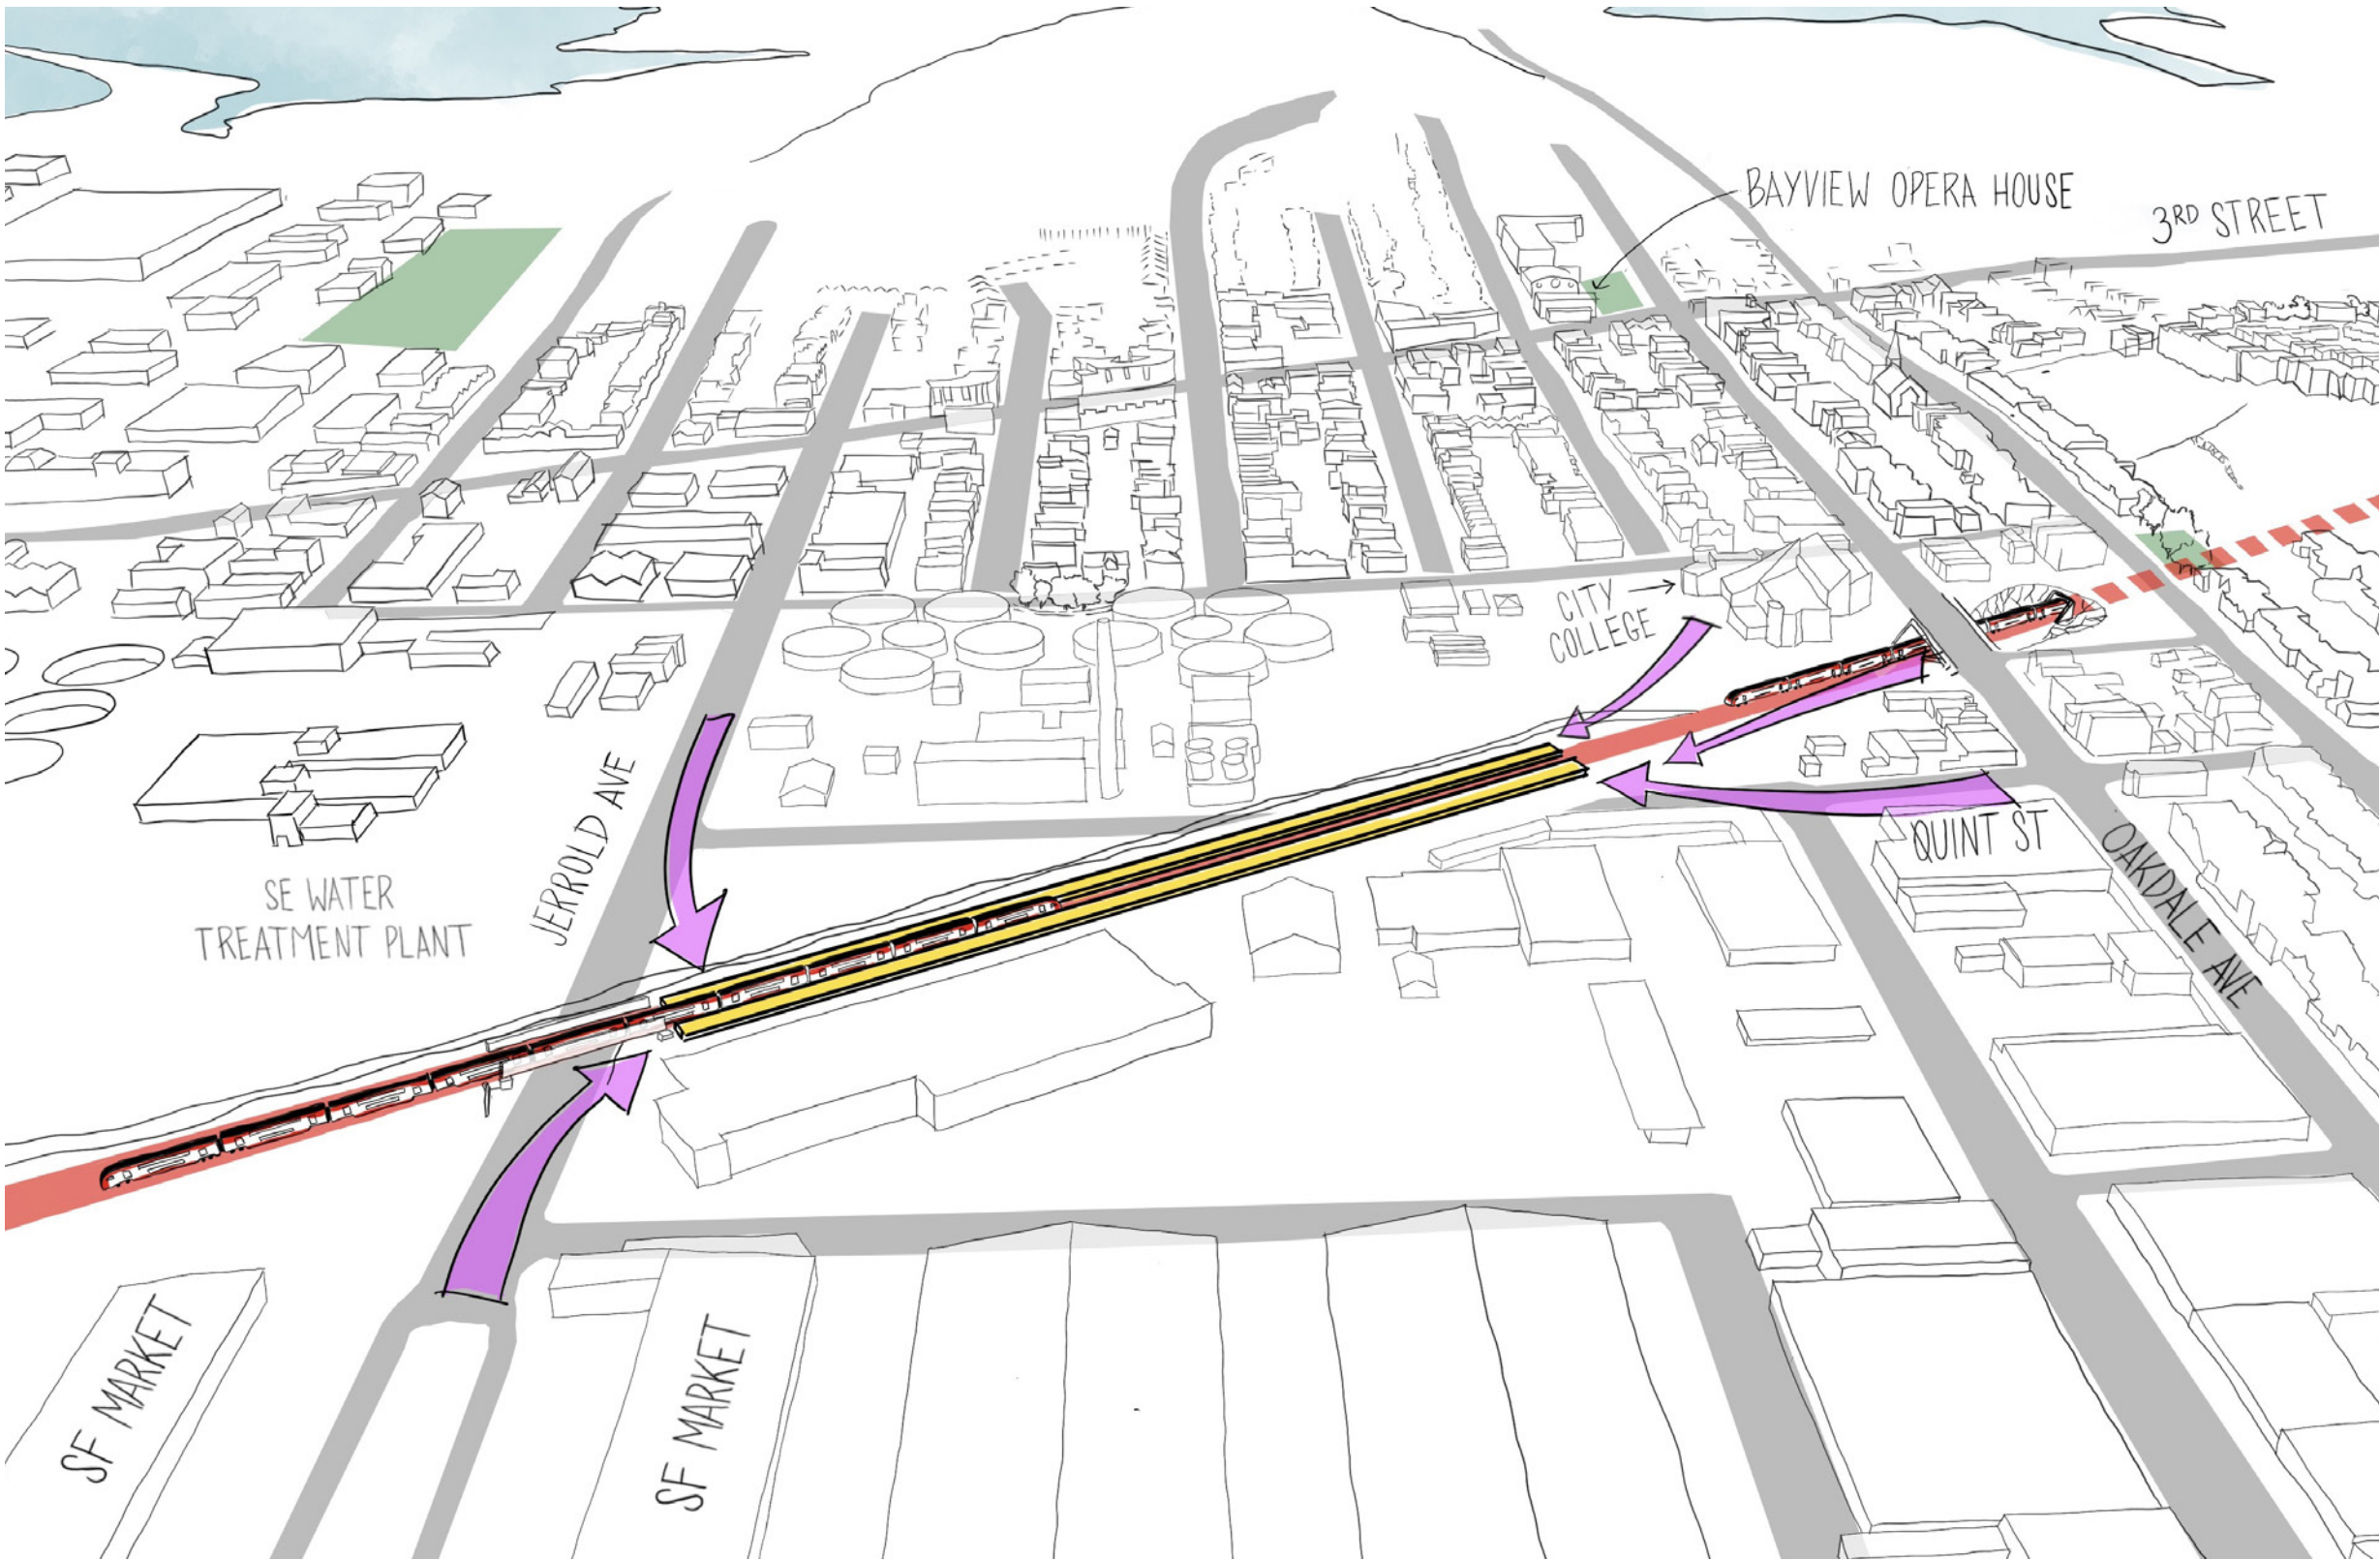 BAYVIEW OPERA HOUSE
3RD STREET
CITY
COLLEGE
JERROLD AVE
QUINT ST
OAKDALE AVE
SE WATER
TREATMENT PLANT
SF MARKET
SF MARKET